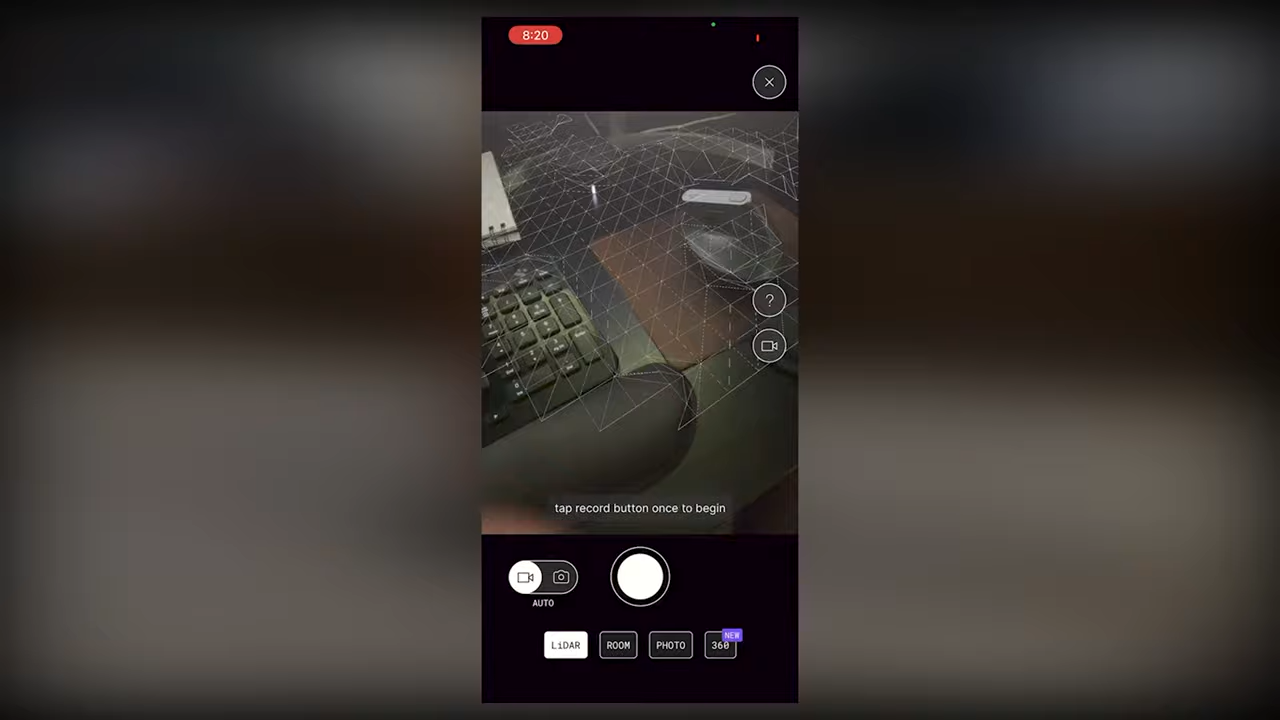 8:20
?
tap record button once to begin
AUTO
NEW
LiDAR ROOM PHOTO 360